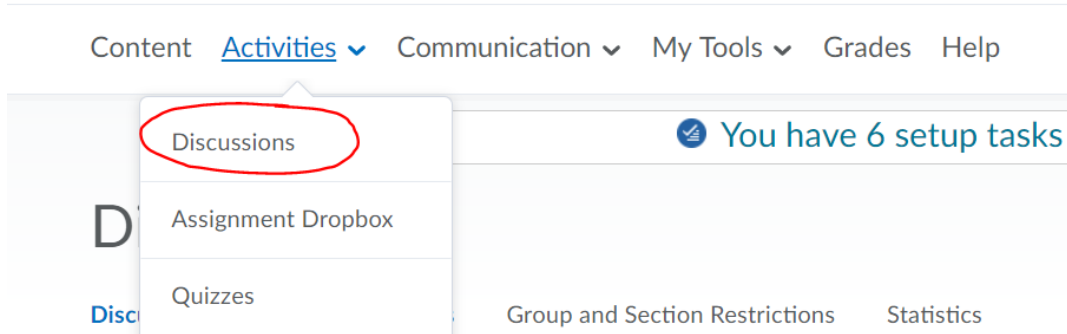 Content Activities Communication My Tools Grades Help
Discussions
You have 6 setup tasks
Assignment Dropbox
Quizzes
Group and Section Restrictions Statistics